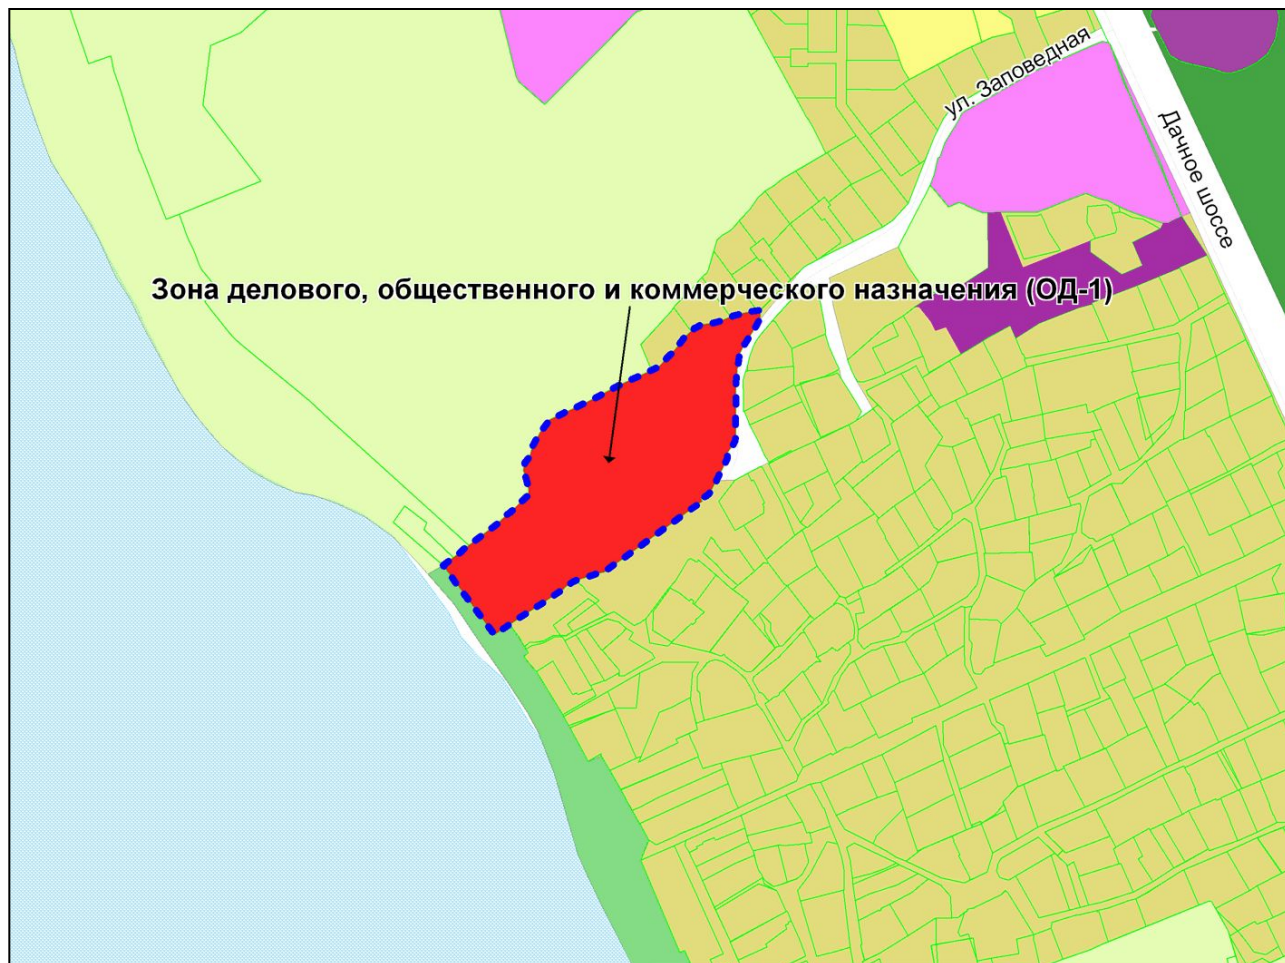 ул. Заповедная
Дачное шоссе
Зона делового, общественного и коммерческого назначения (ОД-1)